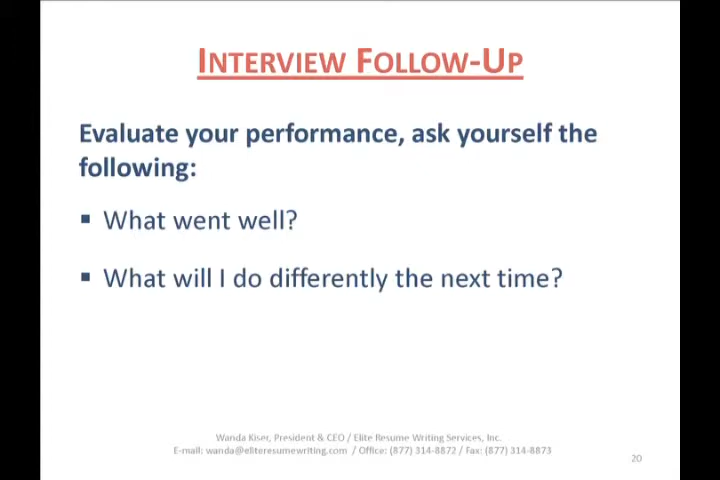 INTERVIEW FOLLOW-UP
Evaluate your performance, ask yourself the
following:
▪ What went well?
▪ What will I do differently the next time?
Wanda Kiser, President & CEO / Elite Resume Writing Services, Inc.
E-mail: wanda@eliteresumewriting.com / Office: (877) 314-8872 / Fax: (877) 314-8873
20